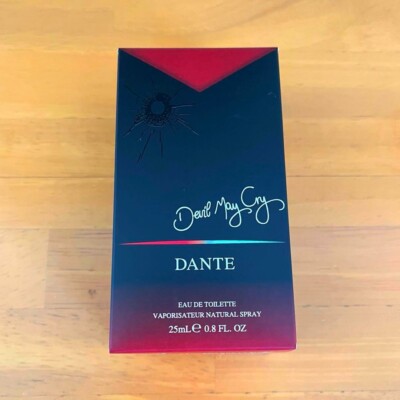 Devil May Cry
DANTE
EAU DE TOILETTE
VAPORISATEUR NATURAL SPRAY
25mL℮ 0.8 FL. OZ